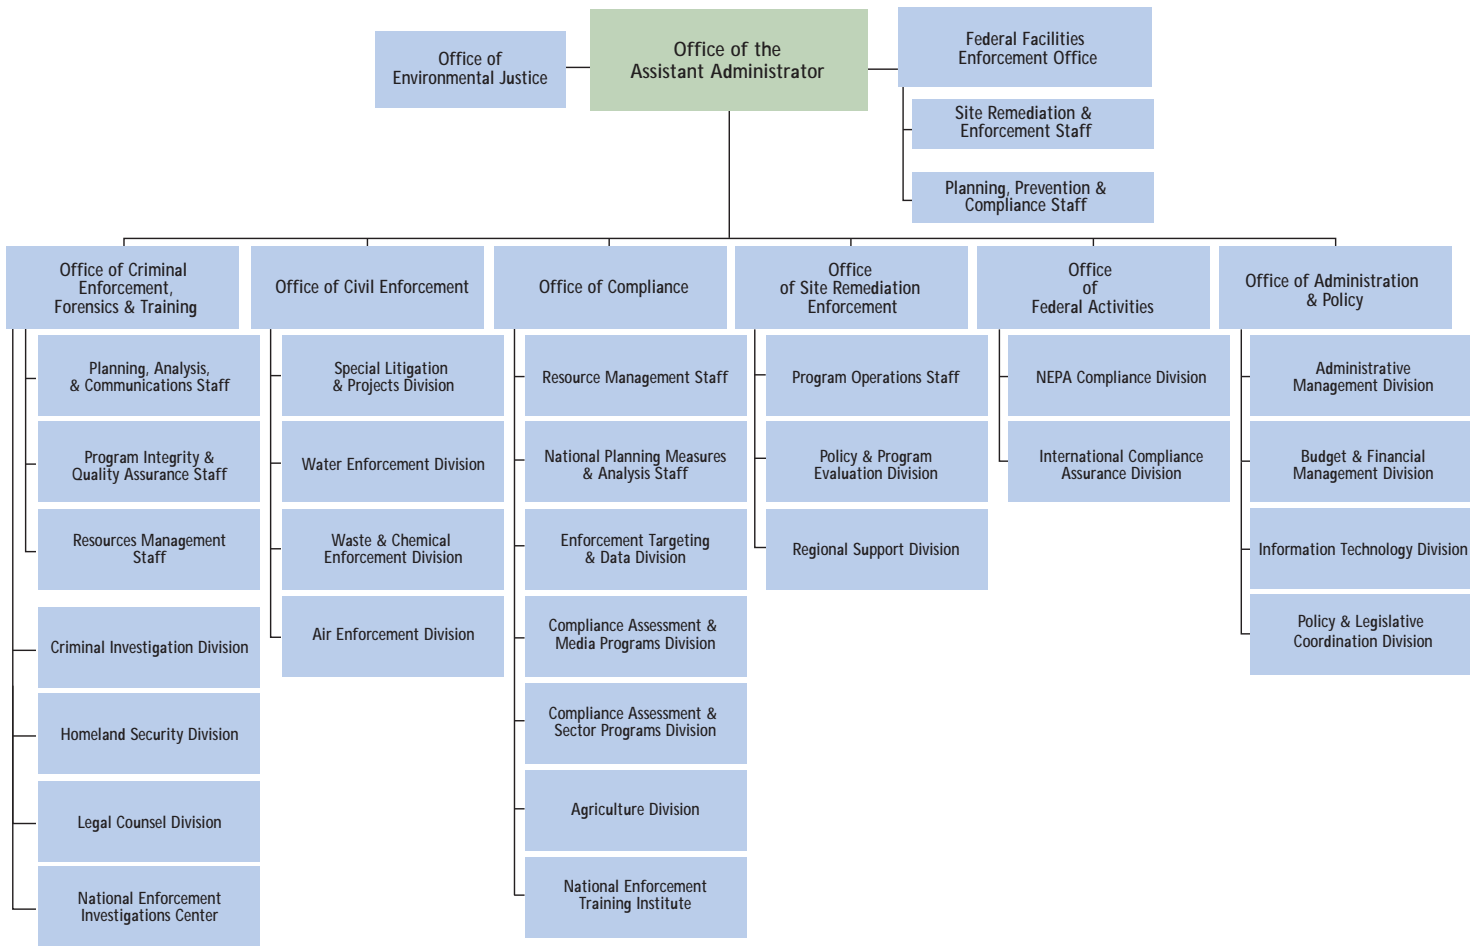 Office of
Environmental Justice
Office of the
Assistant Administrator
Federal Facilities
Enforcement Office
Site Remediation &
Enforcement Staff
Planning, Prevention &
Compliance Staff
Office of Criminal
Enforcement,
Forensics & Training
Planning, Analysis,
& Communications Staff
Program Integrity &
Quality Assurance Staff
Resources Management
Staff
Criminal Investigation Division
Homeland Security Division
Legal Counsel Division
National Enforcement
Investigations Center
Office of Civil Enforcement
Special Litigation
& Projects Division
Water Enforcement Division
Waste & Chemical
Enforcement Division
Air Enforcement Division
Office of Compliance
Resource Management Staff
National Planning Measures
& Analysis Staff
Enforcement Targeting
& Data Division
Compliance Assessment &
Media Programs Division
Compliance Assessment &
Sector Programs Division
Agriculture Division
National Enforcement
Training Institute
Office
of Site Remediation
Enforcement
Program Operations Staff
Policy & Program
Evaluation Division
Regional Support Division
Office
of
Federal Activities
NEPA Compliance Division
International Compliance
Assurance Division
Office of Administration
& Policy
Administrative
Management Division
Budget & Financial
Management Division
Information Technology Division
Policy & Legislative
Coordination Division